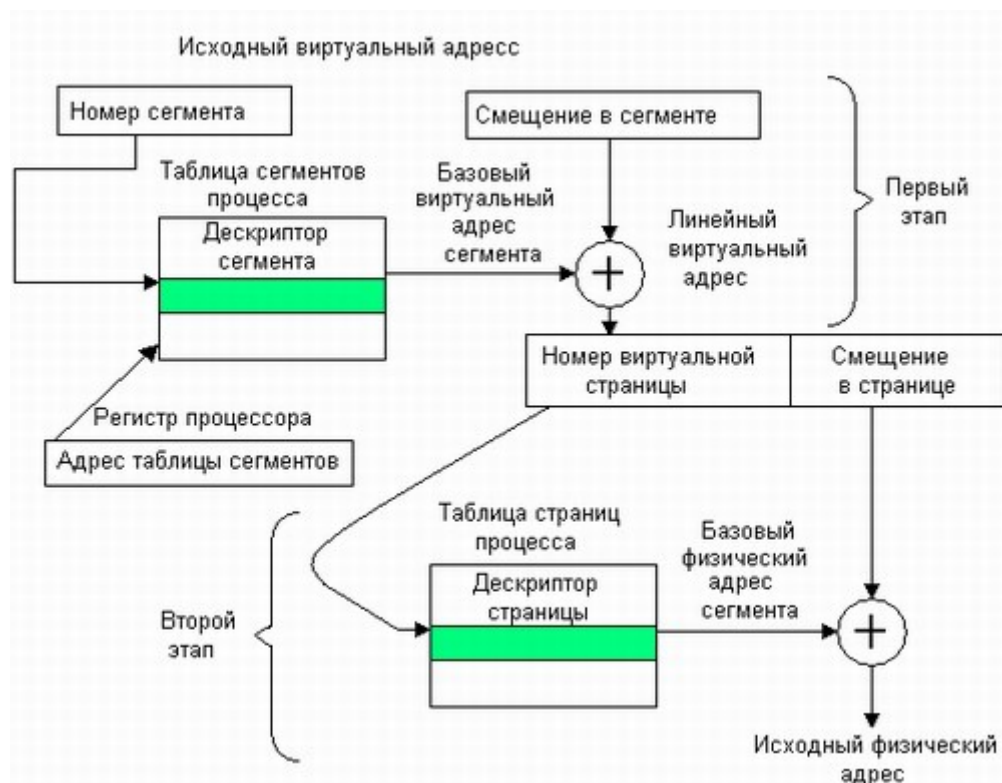 Исходный виртуальный адресс
Номер сегмента
Смещение в сегменте
Таблица сегментов
процесса
Базовый
виртуальный
адрес
сегмента
Первый
этап
Дескриптор
сегмента
Линейный
виртуальный
адрес
+
Номер виртуальной
страницы
Смещение
в странице
Регистр процессора
Адрес таблицы сегментов
Таблица страниц
процесса
Базовый
физический
адрес
сегмента
Второй
этап
Дескриптор
страницы
+
Исходный физический
адрес